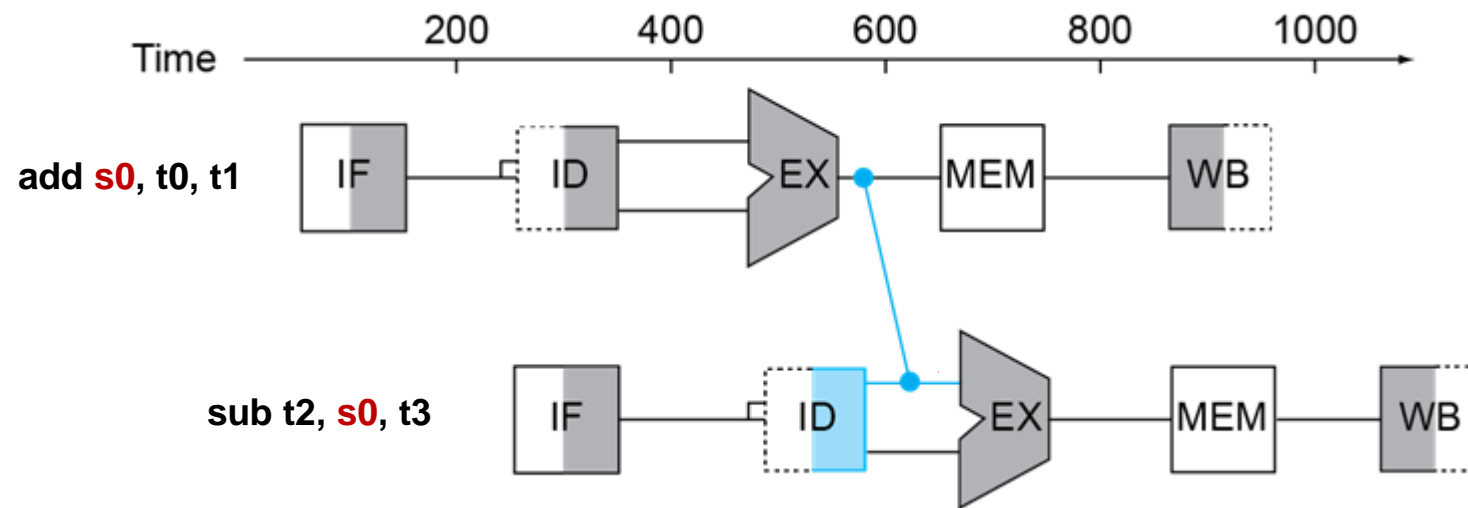 200 400 600 800 1000
Time
add s0, t0, t1 IF ID EX MEM WB
sub t2, s0, t3 IF ID EX MEM WB